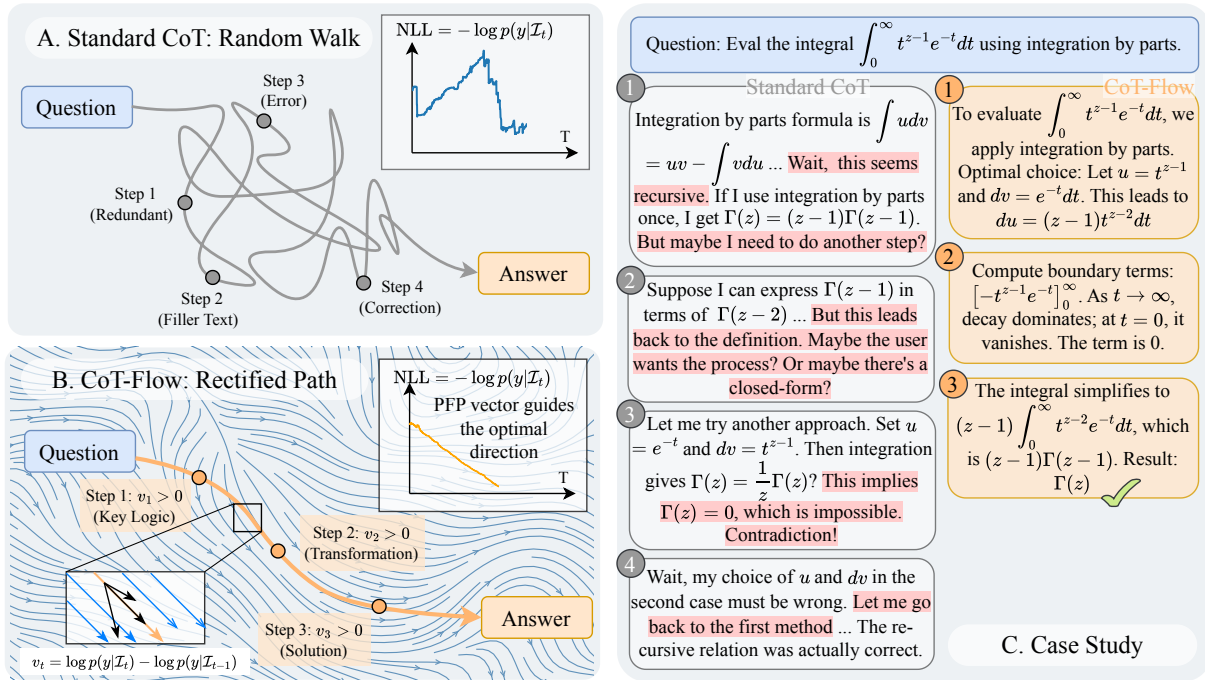 A. Standard CoT: Random Walk
Question
Step 3
(Error)
Step 1
(Redundant)
Step 2
(Filler Text)
Step 4
(Correction)
Answer
NLL = − log p(y|ℐₜ)
T
B. CoT-Flow: Rectified Path
Question
Step 1: v₁ > 0
(Key Logic)
Step 2: v₂ > 0
(Transformation)
Step 3: v₃ > 0
(Solution)
Answer
vₜ = log p(y|ℐₜ) − log p(y|ℐₜ₋₁)
NLL = − log p(y|ℐₜ)
PFP vector guides
the optimal
direction
T
Question: Eval the integral ∫₀^∞ t^{z−1}e^{−t}dt using integration by parts.
Standard CoT
1
Integration by parts formula is ∫ udv
= uv − ∫ vdu ... Wait, this seems
recursive. If I use integration by parts
once, I get Γ(z) = (z − 1)Γ(z − 1).
But maybe I need to do another step?
2
Suppose I can express Γ(z − 1) in
terms of Γ(z − 2) ... But this leads
back to the definition. Maybe the user
wants the process? Or maybe there's a
closed-form?
3
Let me try another approach. Set u
= e^{−t} and dv = t^{z−1}. Then integration
gives Γ(z) = 1/z Γ(z)? This implies
Γ(z) = 0, which is impossible.
Contradiction!
4
Wait, my choice of u and dv in the
second case must be wrong. Let me go
back to the first method ... The re-
cursive relation was actually correct.
CoT-Flow
1
To evaluate ∫₀^∞ t^{z−1}e^{−t}dt, we
apply integration by parts.
Optimal choice: Let u = t^{z−1}
and dv = e^{−t}dt. This leads to
du = (z − 1)t^{z−2}dt
2
Compute boundary terms:
[−t^{z−1}e^{−t}]₀^∞. As t → ∞,
decay dominates; at t = 0, it
vanishes. The term is 0.
3
The integral simplifies to
(z − 1) ∫₀^∞ t^{z−2}e^{−t}dt, which
is (z − 1)Γ(z − 1). Result:
Γ(z)
C. Case Study